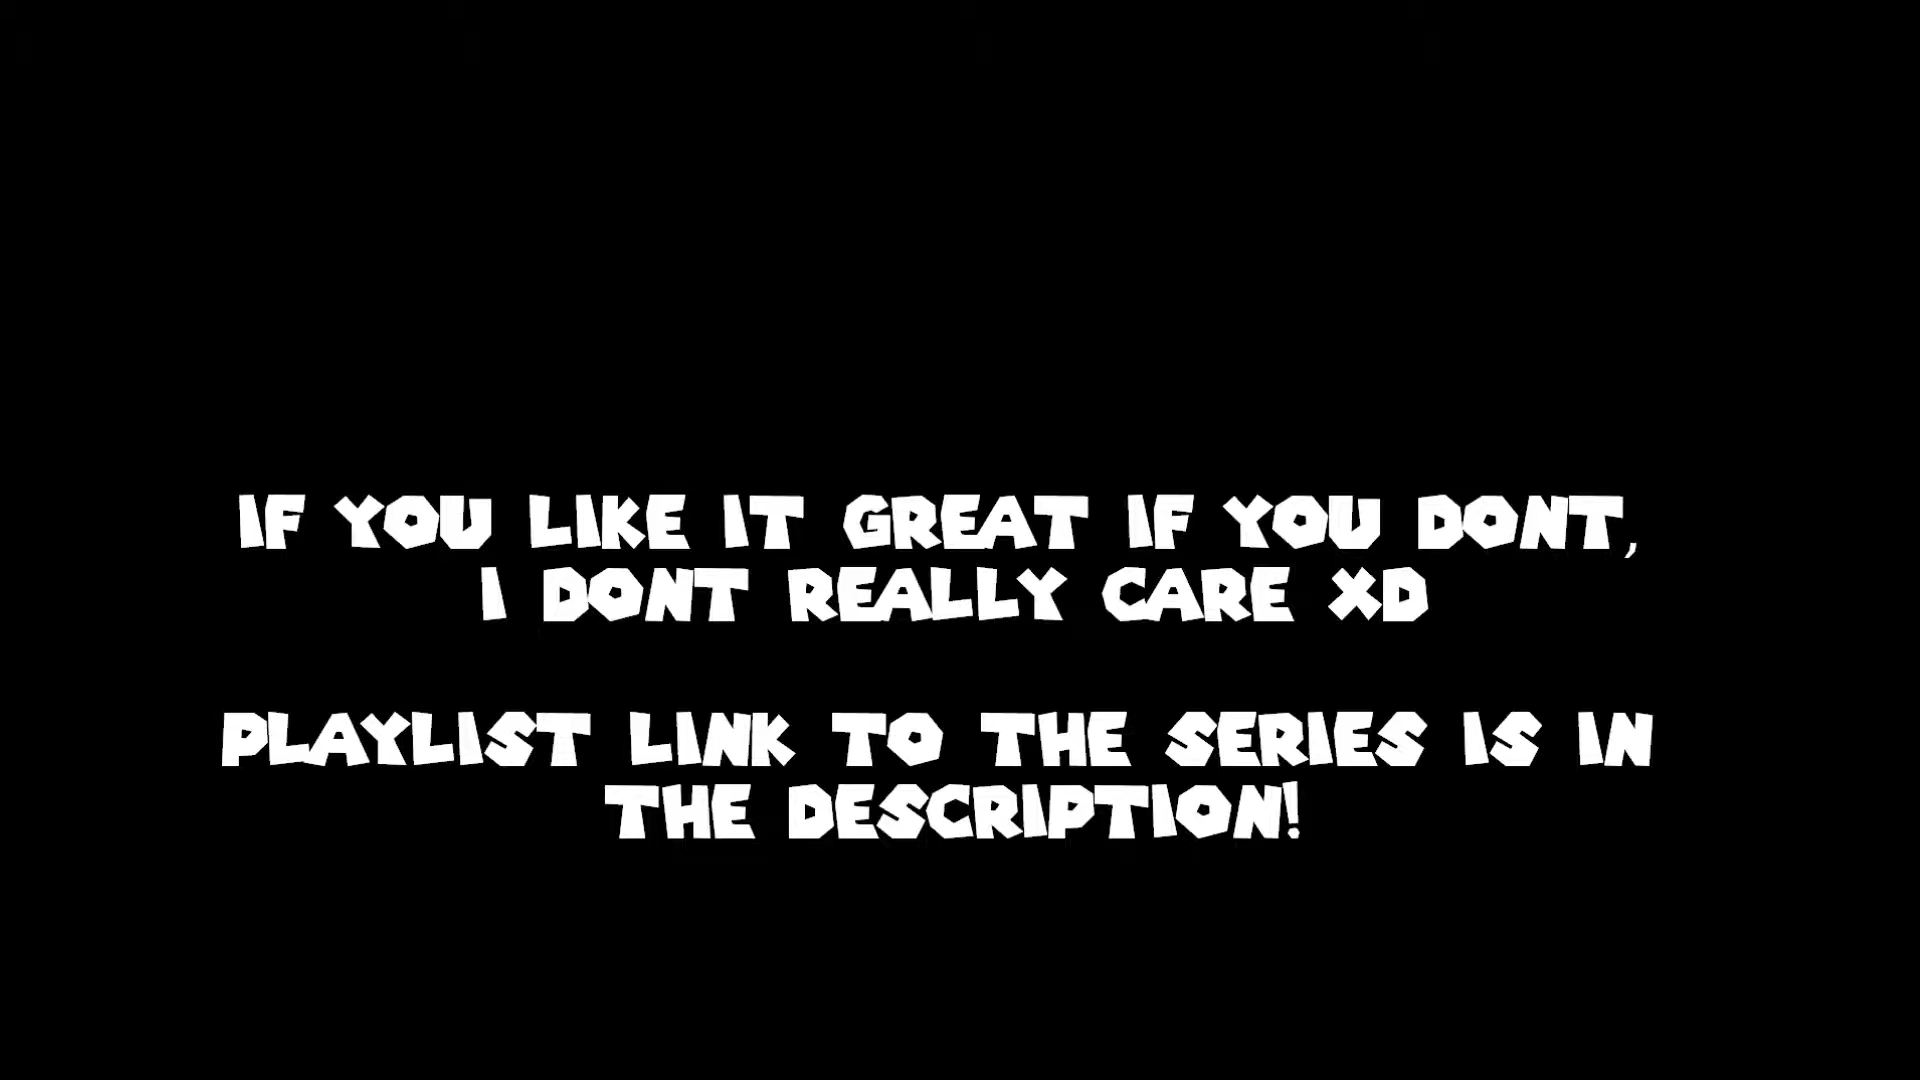 IF YOU LIKE IT GREAT IF YOU DONT,
I DONT REALLY CARE XD
PLAYLIST LINK TO THE SERIES IS IN
THE DESCRIPTION!